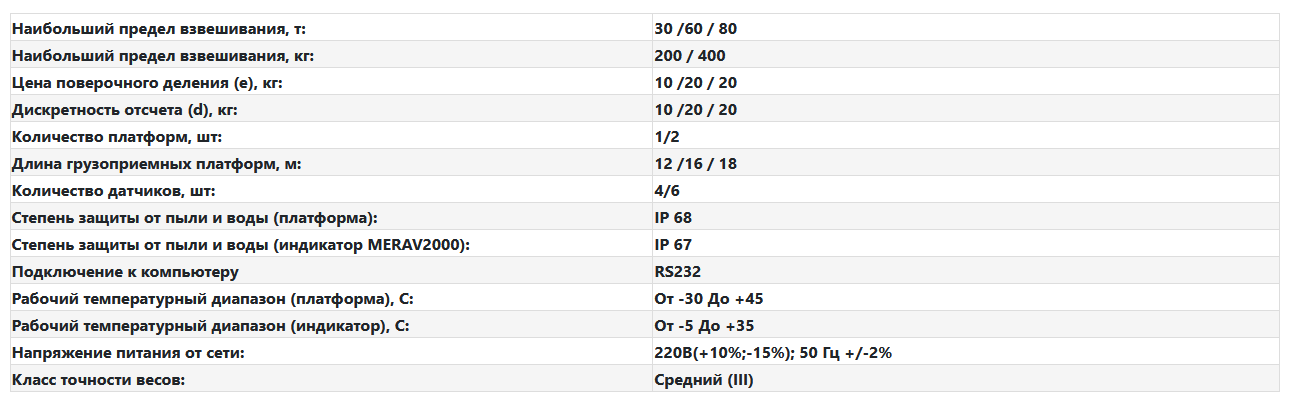 Наибольший предел взвешивания, т: 30 /60 / 80
Наибольший предел взвешивания, кг: 200 / 400
Цена поверочного деления (е), кг: 10 /20 / 20
Дискретность отсчета (d), кг: 10 /20 / 20
Количество платформ, шт: 1/2
Длина грузоприемных платформ, м: 12 /16 / 18
Количество датчиков, шт: 4/6
Степень защиты от пыли и воды (платформа): IP 68
Степень защиты от пыли и воды (индикатор MERAV2000): IP 67
Подключение к компьютеру RS232
Рабочий температурный диапазон (платформа), С: От -30 До +45
Рабочий температурный диапазон (индикатор), С: От -5 До +35
Напряжение питания от сети: 220В(+10%;-15%); 50 Гц +/-2%
Класс точности весов: Средний (III)